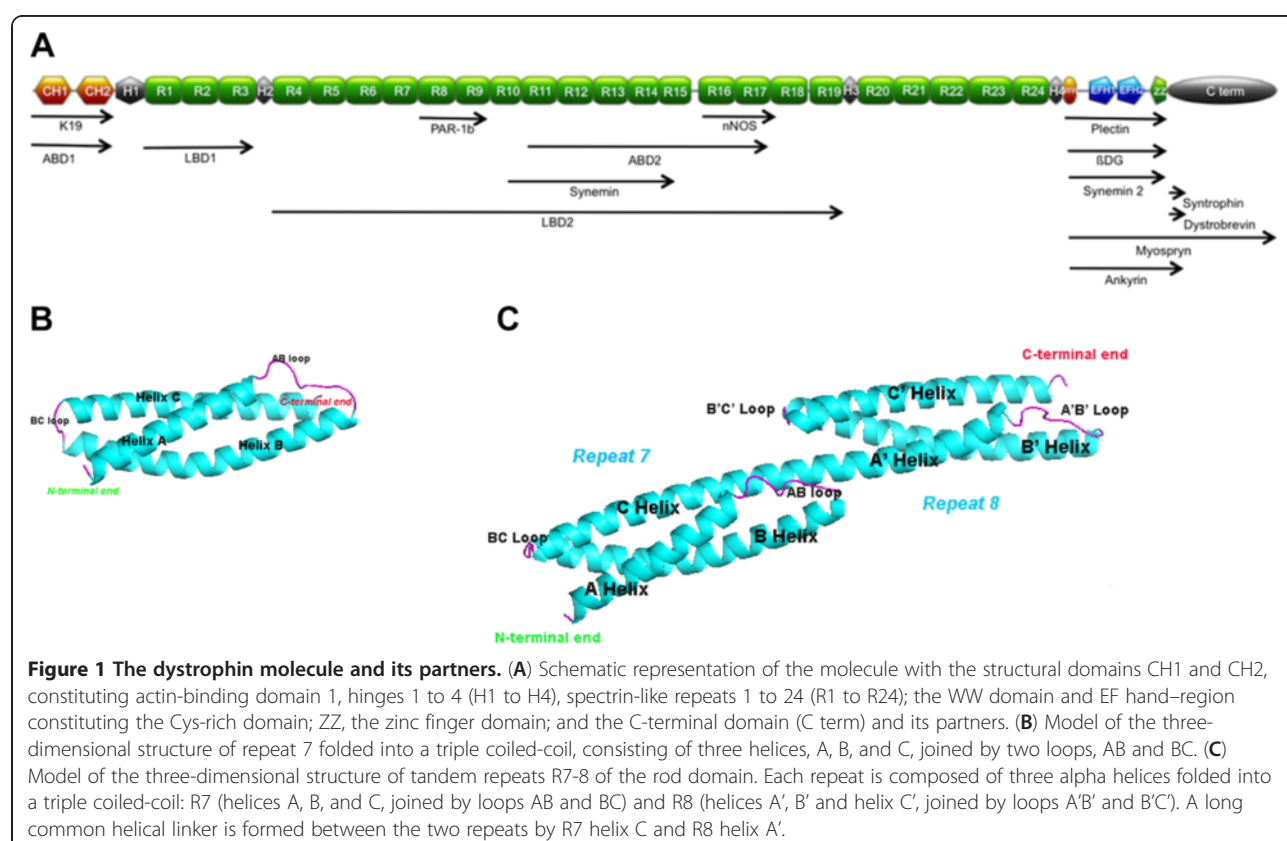 A
CH1 CH2 H1 R1 R2 R3 H2 R4 R5 R6 R7 R8 R9 R10 R11 R12 R13 R14 R15 R16 R17 R18 R19 H3 R20 R21 R22 R23 R24 H4 WW EFH1 EFH2 ZZ C term
K19 PAR-1b nNOS Plectin
ABD1 LBD1 ABD2 ßDG
Synemin Synemin 2
Syntrophin
LBD2
Dystrobrevin
Myospryn
Ankyrin
B
AB loop
Helix C
C-terminal end
BC loop
Helix A
Helix B
N-terminal end
C
C-terminal end
C' Helix
B'C' Loop
A'B' Loop
B' Helix
Repeat 7
A' Helix
AB loop
Repeat 8
C Helix
BC Loop
B Helix
A Helix
N-terminal end
Figure 1 The dystrophin molecule and its partners. (A) Schematic representation of the molecule with the structural domains CH1 and CH2,
constituting actin-binding domain 1, hinges 1 to 4 (H1 to H4), spectrin-like repeats 1 to 24 (R1 to R24); the WW domain and EF hand–region
constituting the Cys-rich domain; ZZ, the zinc finger domain; and the C-terminal domain (C term) and its partners. (B) Model of the three-
dimensional structure of repeat 7 folded into a triple coiled-coil, consisting of three helices, A, B, and C, joined by two loops, AB and BC. (C)
Model of the three-dimensional structure of tandem repeats R7-8 of the rod domain. Each repeat is composed of three alpha helices folded into
a triple coiled-coil: R7 (helices A, B, and C, joined by loops AB and BC) and R8 (helices A', B' and helix C', joined by loops A'B' and B'C'). A long
common helical linker is formed between the two repeats by R7 helix C and R8 helix A'.